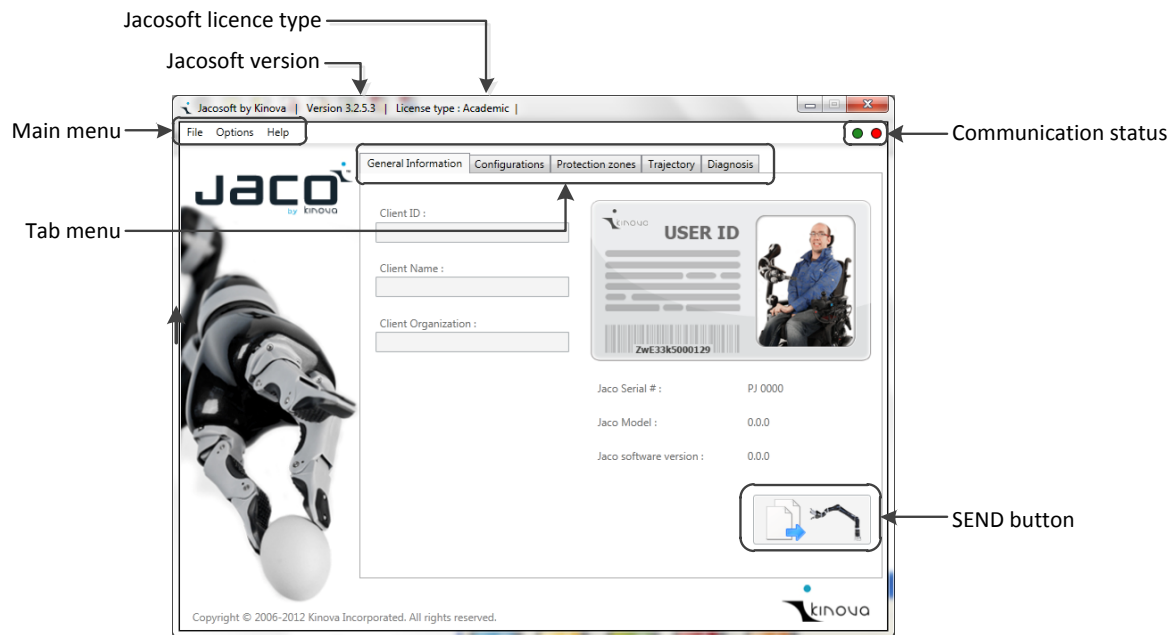 Jacosoft licence type
Jacosoft version
Jacosoft by Kinova | Version 3.2.5.3 | License type : Academic |
Main menu
File Options Help
Communication status
General Information Configurations Protection zones Trajectory Diagnosis
Jaco
by kinova
Tab menu
Client ID :
kinova
USER ID
Client Name :
Client Organization :
ZwE33k5000129
Jaco Serial # : PJ 0000
Jaco Model : 0.0.0
Jaco software version : 0.0.0
SEND button
Copyright © 2006-2012 Kinova Incorporated. All rights reserved.
kinova